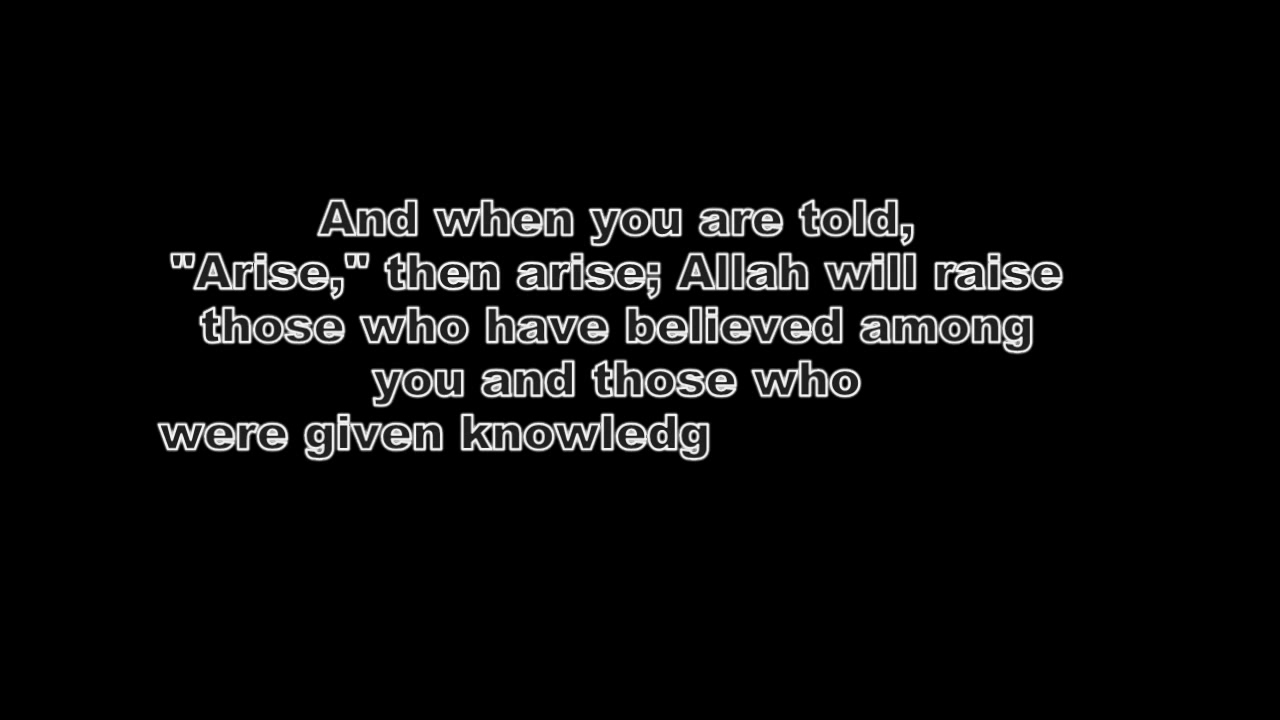 And when you are told,
"Arise," then arise; Allah will raise
those who have believed among
you and those who
were given knowledg